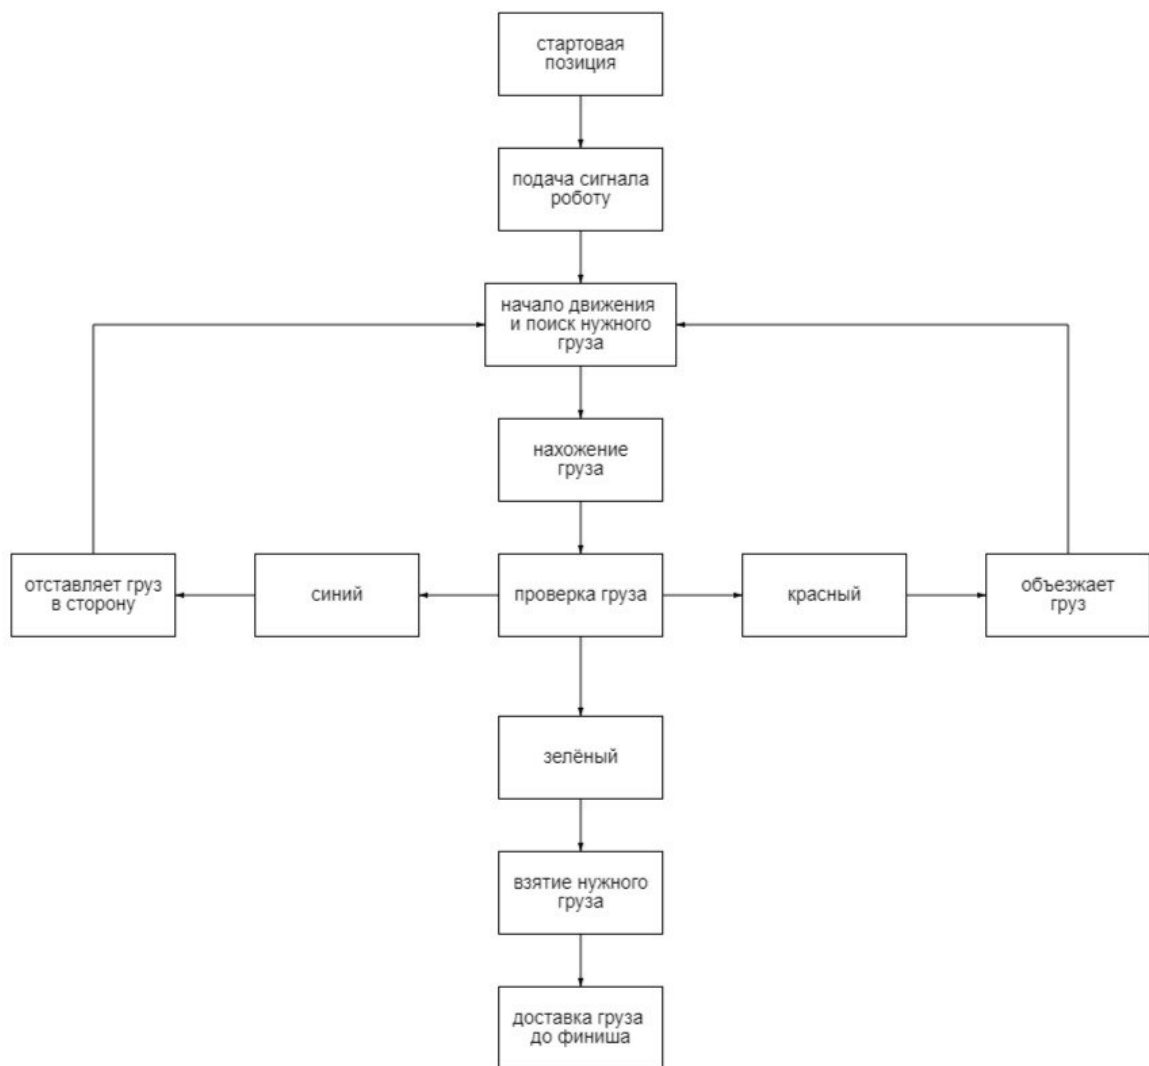 стартовая
позиция
подача сигнала
роботу
начало движения
и поиск нужного
груза
нахожение
груза
отставляет груз
в сторону
синий
проверка груза
красный
объезжает
груз
зелёный
взятие нужного
груза
доставка груза
до финиша